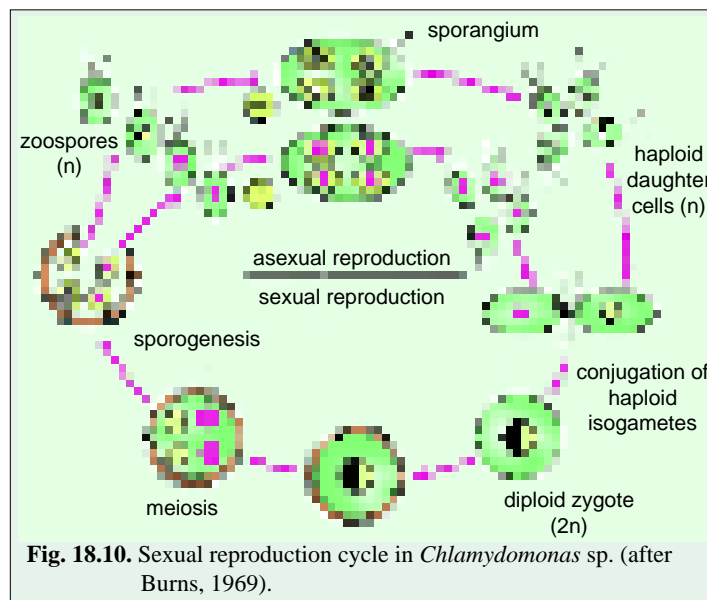 sporangium
zoospores
(n)
haploid
daughter
cells (n)
asexual reproduction
sexual reproduction
sporogenesis
conjugation of
haploid
isogametes
meiosis
diploid zygote
(2n)
Fig. 18.10. Sexual reproduction cycle in Chlamydomonas sp. (after
Burns, 1969).